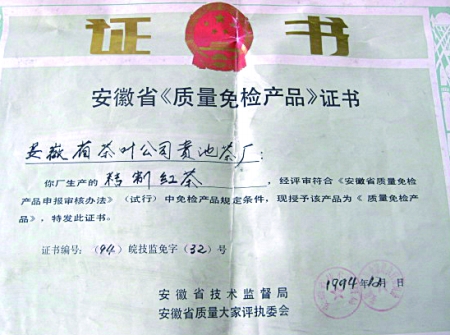 证书
安徽省《质量免检产品》证书
安徽省茶叶公司贵池茶厂：
你厂生产的精制红茶，经评审符合《安徽省质量免检
产品申报审核办法》（试行）中免检产品规定条件，现授予该产品为《质量免检产
品》，特发此证书。
证书编号：（94）皖技监免字（32）号
1994年 月 日
安徽省技术监督局
安徽省质量大家评执委会